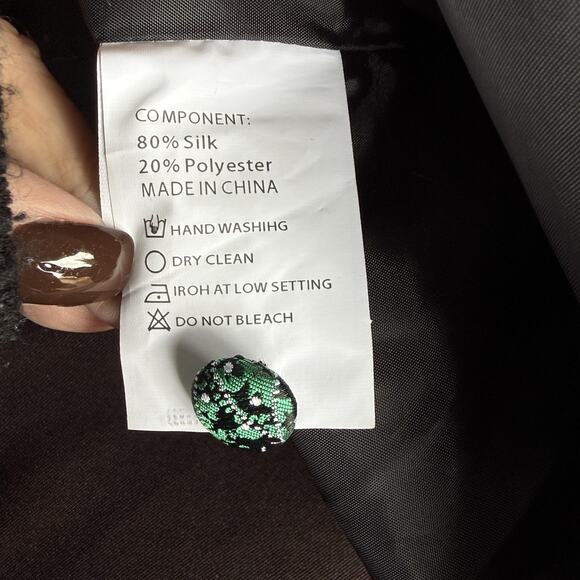 COMPONENT:
80% Silk
20% Polyester
MADE IN CHINA
HAND WASHIHG
DRY CLEAN
IROH AT LOW SETTING
DO NOT BLEACH